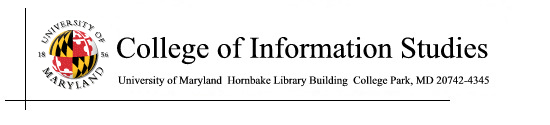 UNIVERSITY OF
18 56
MARYLAND
College of Information Studies
University of Maryland Hornbake Library Building College Park, MD 20742-4345